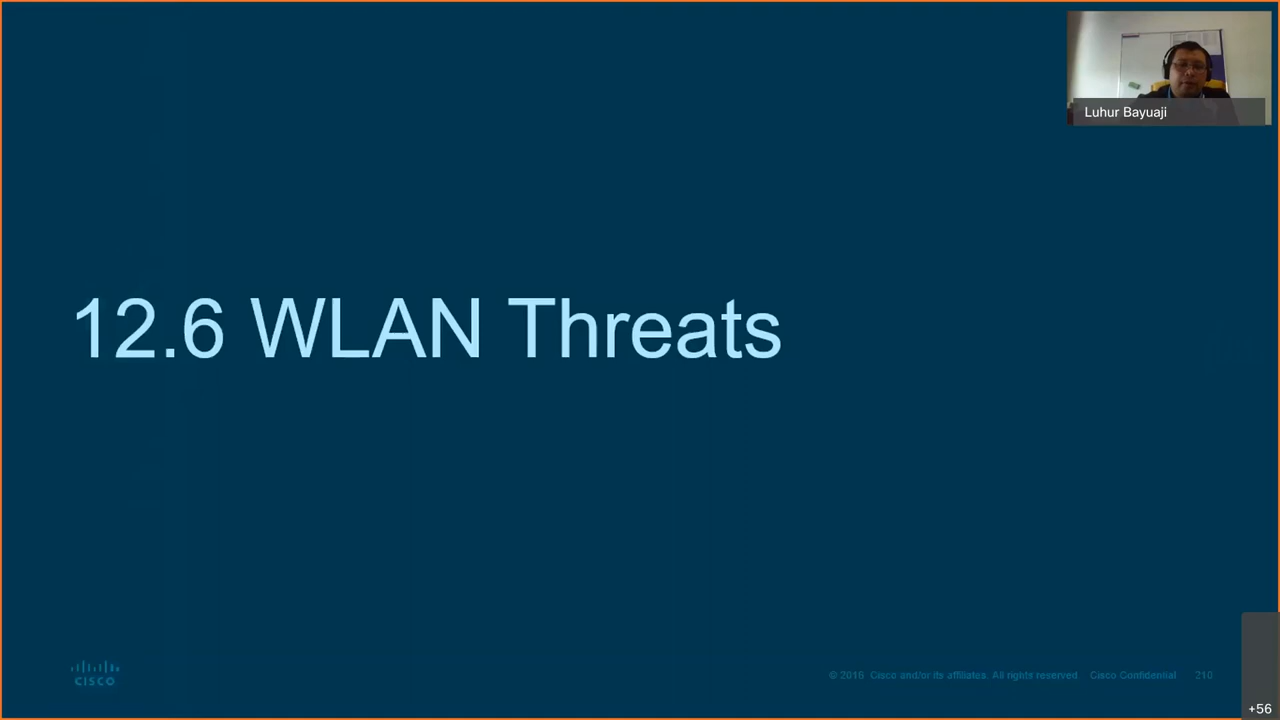 Luhur Bayuaji
12.6 WLAN Threats
CISCO
© 2016 Cisco and/or its affiliates. All rights reserved Cisco Confidential 210
+56